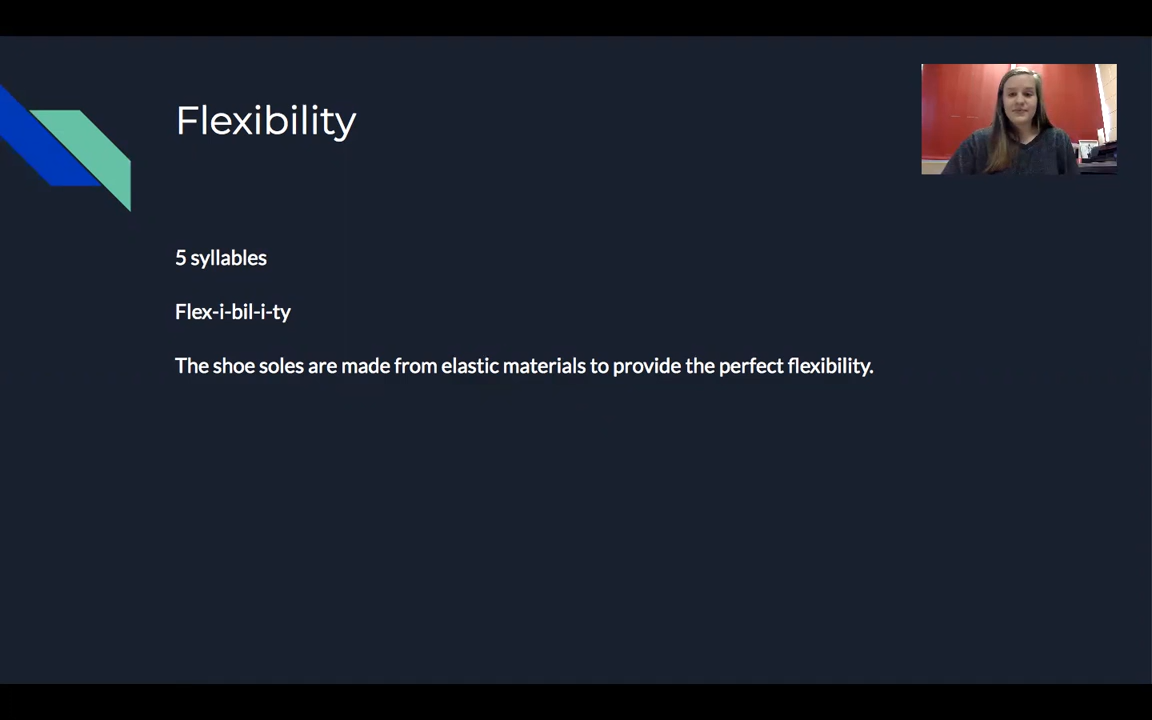 Flexibility
5 syllables
Flex-i-bil-i-ty
The shoe soles are made from elastic materials to provide the perfect flexibility.